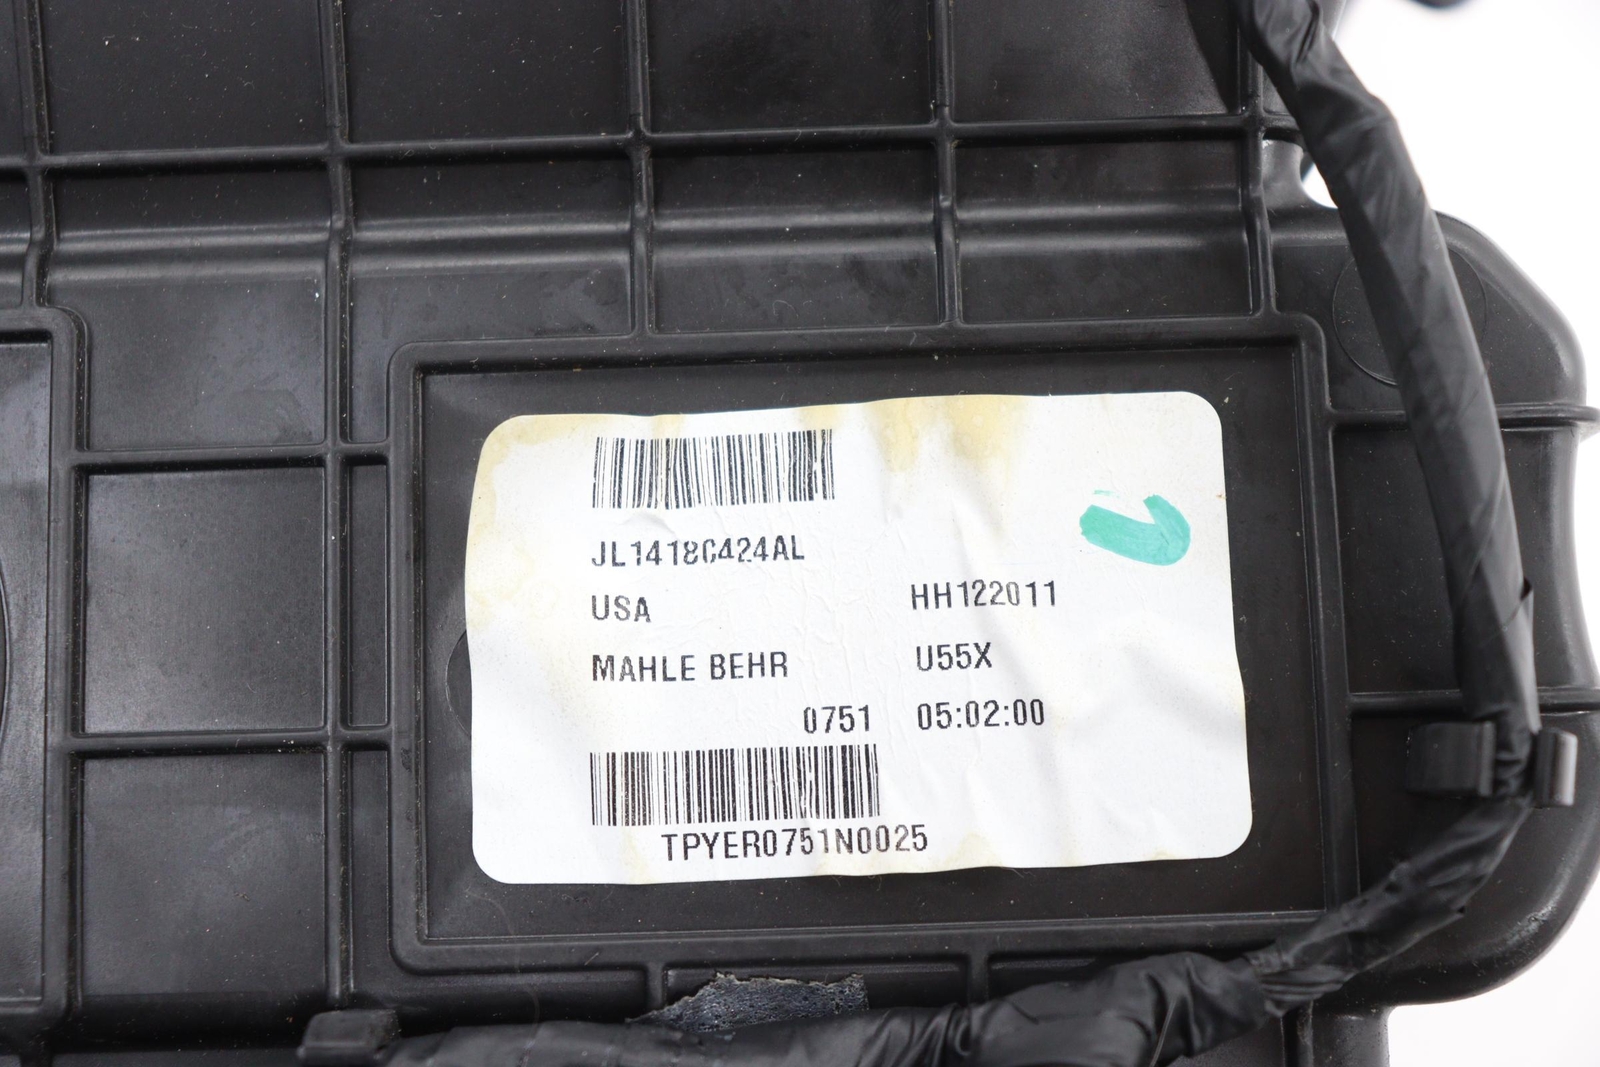 JL1418C424AL
USA HH122011
MAHLE BEHR U55X
0751 05:02:00
TPYER0751N0025